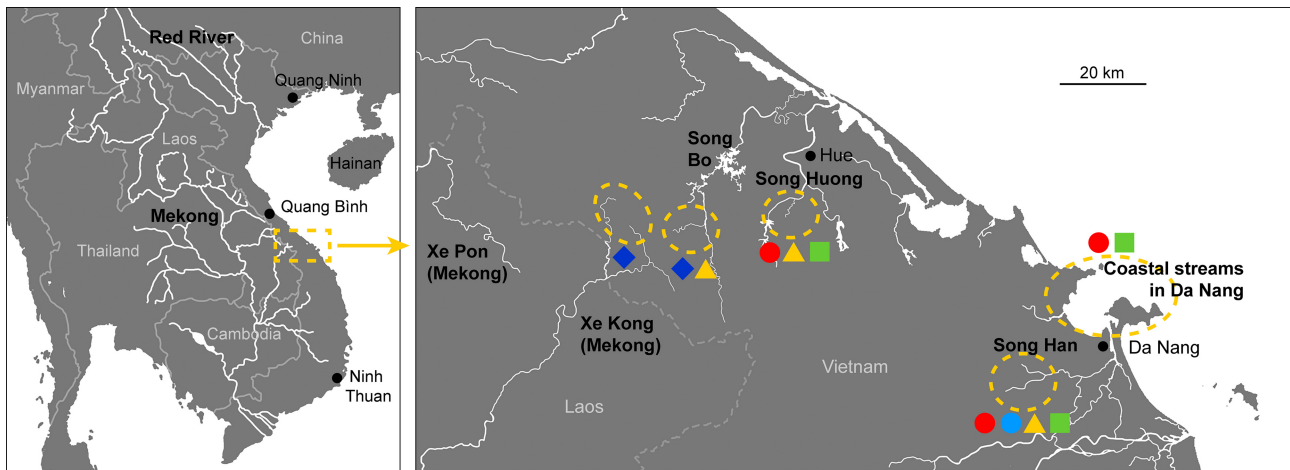 Red River
China
Quang Ninh
Myanmar
Laos
Hainan
Mekong
Quang Bình
Thailand
Cambodia
Ninh
Thuan
20 km
Song
Bo
Hue
Song Huong
Xe Pon
(Mekong)
Xe Kong
(Mekong)
Coastal streams
in Da Nang
Song Han
Da Nang
Vietnam
Laos